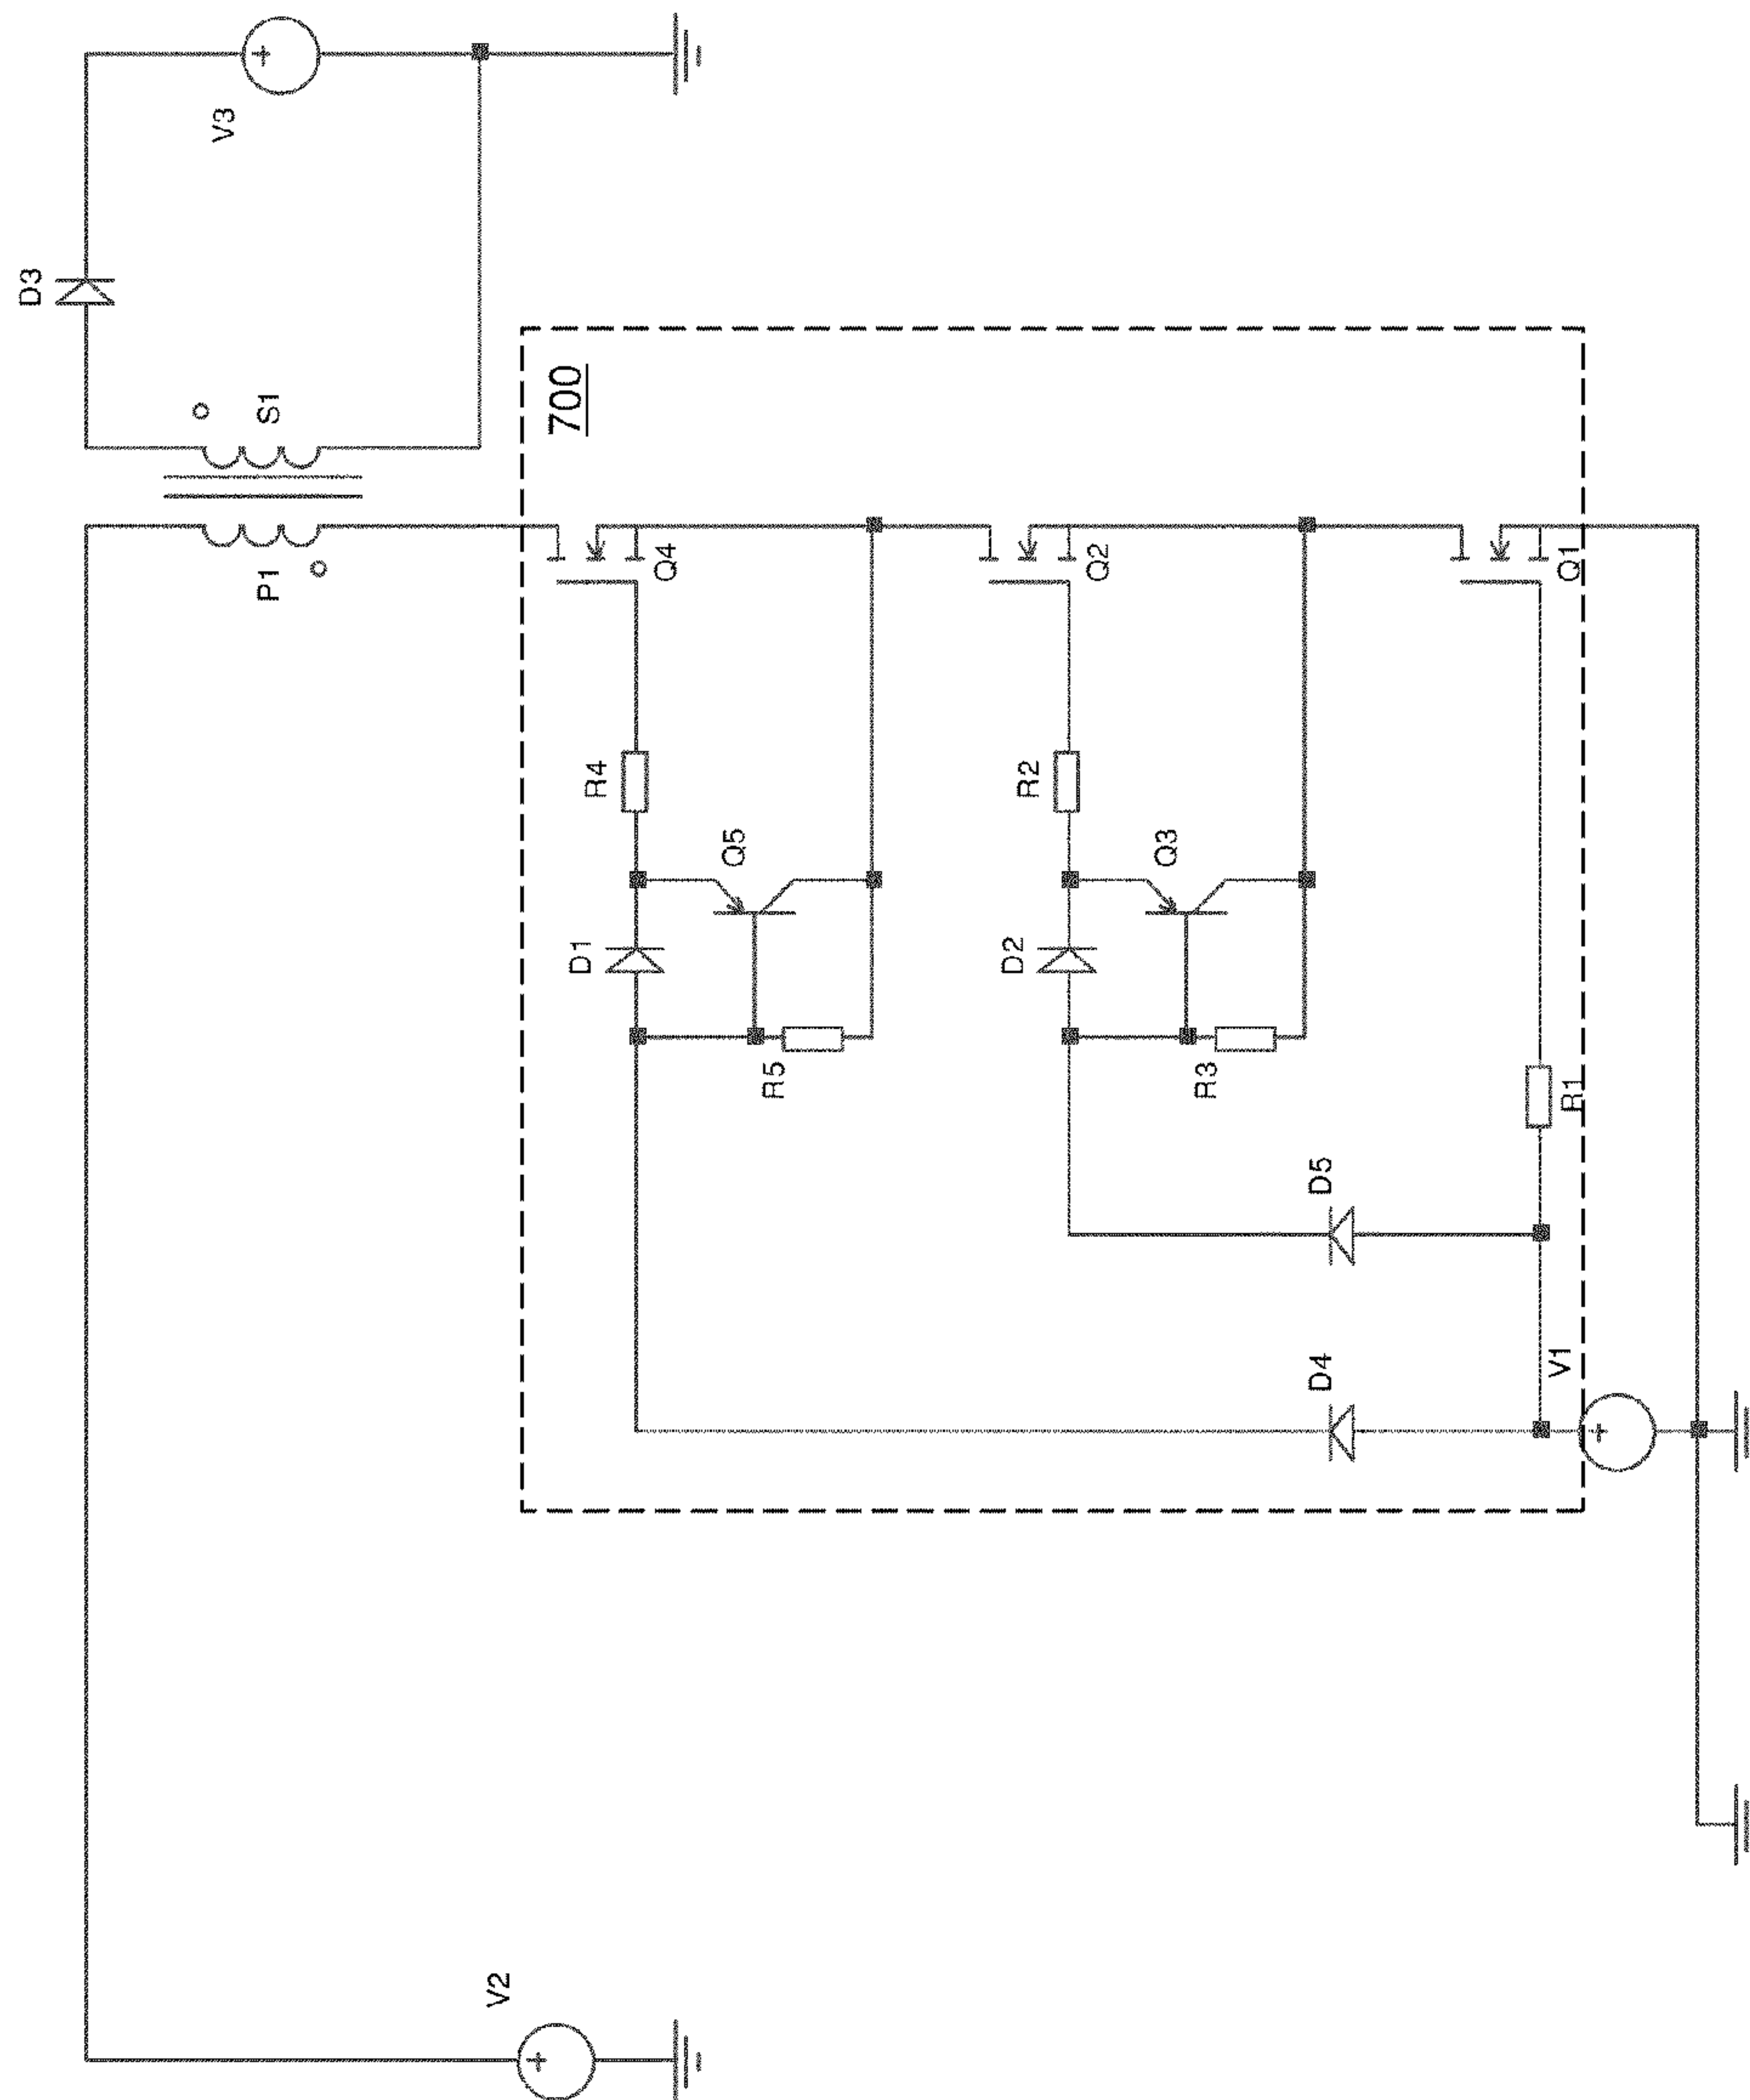 D3
V3
S1
P1
700
Q4
R4
Q5
D1
R5
Q2
R2
Q3
D2
R3
Q1
R1
D5
D4
V1
V2
+
+
+